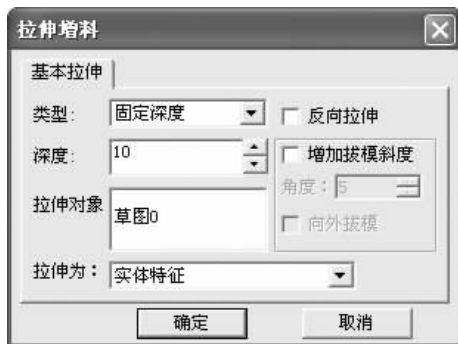 拉伸增料
基本拉伸
类型： 固定深度 反向拉伸
深度： 10 增加拔模斜度
角度：5
拉伸对象 草图0 向外拔模
拉伸为： 实体特征
确定 取消